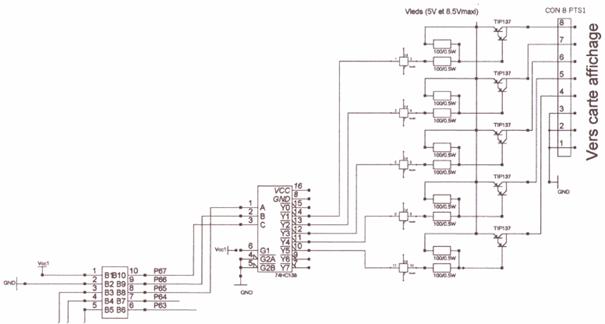 Vleds (5V et 8.5Vmaxi)
CON 8 PTS1
TIP137
8
7
6
5
4
3
2
1
GND
Vers carte affichage
100/0.5W
100/0.5W
TIP137
100/0.5W
100/0.5W
TIP137
100/0.5W
100/0.5W
TIP137
100/0.5W
100/0.5W
TIP137
100/0.5W
100/0.5W
VCC 16
GND 8
1 A Y0 15
2 B Y1 14
3 C Y2 13
Y3 12
Y4 11
Vcc1 6 G1 Y5 10
4 G2A Y6 9
5 G2B Y7 7
74HC138
GND
Vcc1
GND
1 B1 B10 10 P67
2 B2 B9 9 P66
3 B3 B8 8 P65
4 B4 B7 7 P64
5 B5 B6 6 P63